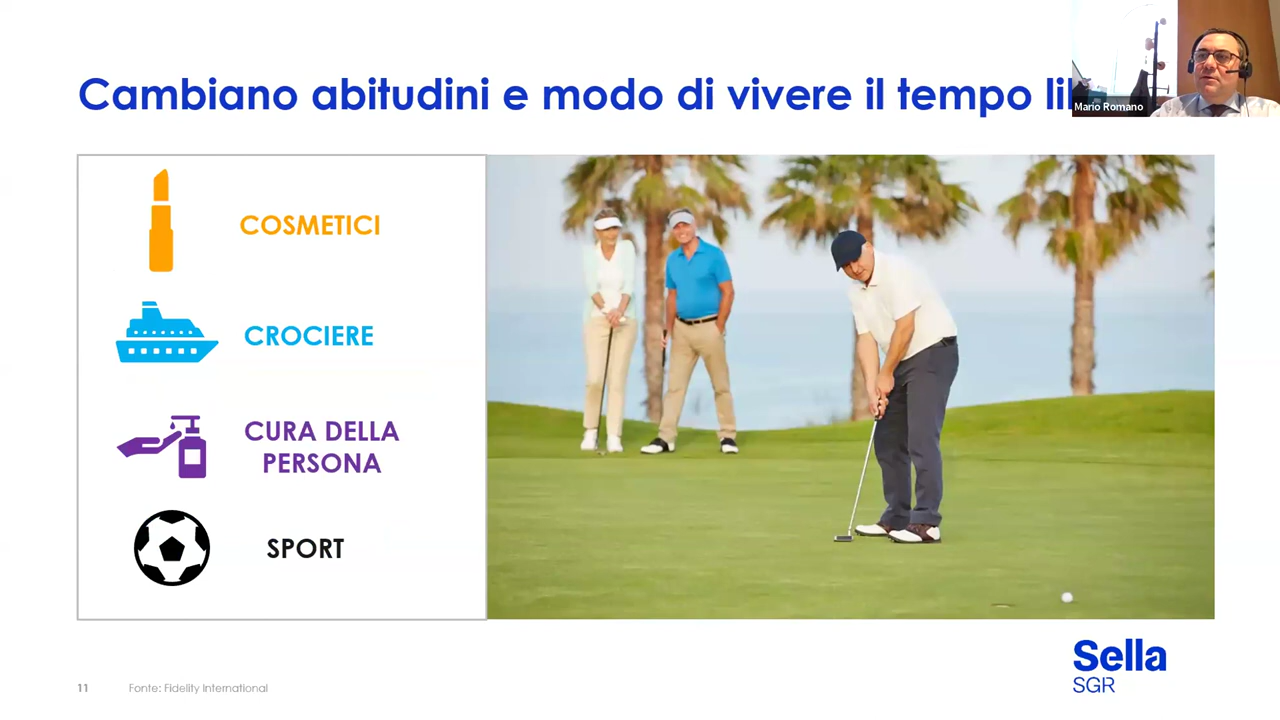 Cambiano abitudini e modo di vivere il tempo
Mario Romano
COSMETICI
CROCIERE
CURA DELLA
PERSONA
SPORT
Sella
SGR
11
Fonte: Fidelity International